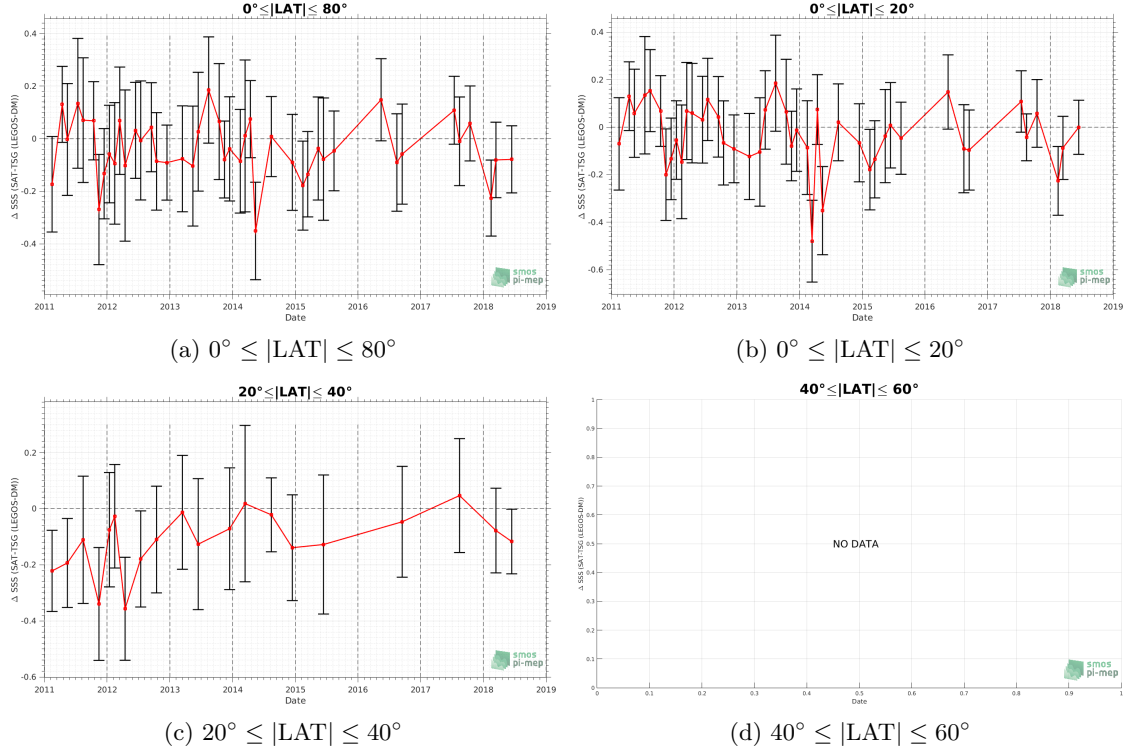 0°≤|LAT|≤ 80°
Δ SSS (SAT-TSG (LEGOS-DM))
0.4
0.2
0
-0.2
-0.4
2011 2012 2013 2014 2015 2016 2017 2018 2019
Date
smos
pi-mep
(a) 0° ≤ |LAT| ≤ 80°
0°≤|LAT|≤ 20°
Δ SSS (SAT-TSG (LEGOS-DM))
0.4
0.2
0
-0.2
-0.4
-0.6
2011 2012 2013 2014 2015 2016 2017 2018 2019
Date
smos
pi-mep
(b) 0° ≤ |LAT| ≤ 20°
20°≤|LAT|≤ 40°
Δ SSS (SAT-TSG (LEGOS-DM))
0.2
0
-0.2
-0.4
-0.6
2011 2012 2013 2014 2015 2016 2017 2018 2019
Date
smos
pi-mep
(c) 20° ≤ |LAT| ≤ 40°
40°≤|LAT|≤ 60°
Δ SSS (SAT-TSG (LEGOS-DM))
1
0.9
0.8
0.7
0.6
0.5
0.4
0.3
0.2
0.1
0
NO DATA
0 0.1 0.2 0.3 0.4 0.5 0.6 0.7 0.8 0.9 1
Date
smos
pi-mep
(d) 40° ≤ |LAT| ≤ 60°